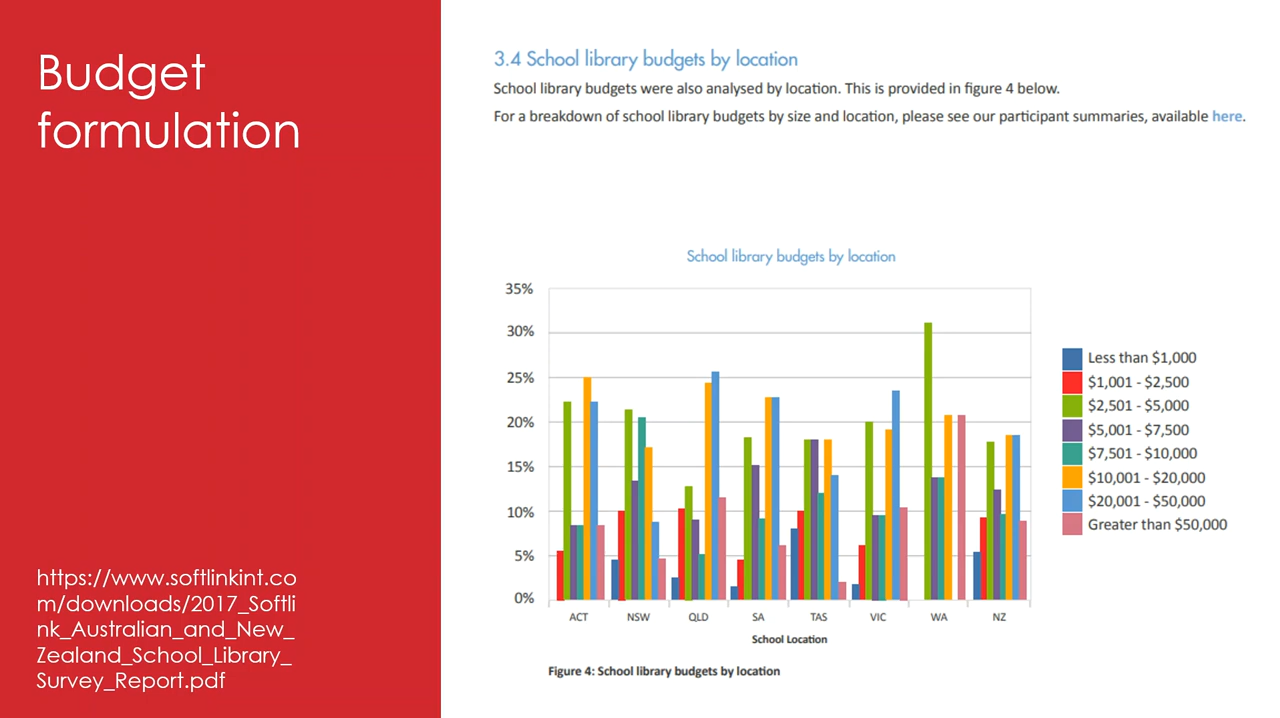 Budget
formulation
https://www.softlinkint.co
m/downloads/2017_Softli
nk_Australian_and_New_
Zealand_School_Library_
Survey_Report.pdf
3.4 School library budgets by location
School library budgets were also analysed by location. This is provided in figure 4 below.
For a breakdown of school library budgets by size and location, please see our participant summaries, available here.
School library budgets by location
35%
30%
25%
20%
15%
10%
5%
0%
ACT NSW QLD SA TAS VIC WA NZ
School Location
Less than $1,000
$1,001 - $2,500
$2,501 - $5,000
$5,001 - $7,500
$7,501 - $10,000
$10,001 - $20,000
$20,001 - $50,000
Greater than $50,000
Figure 4: School library budgets by location